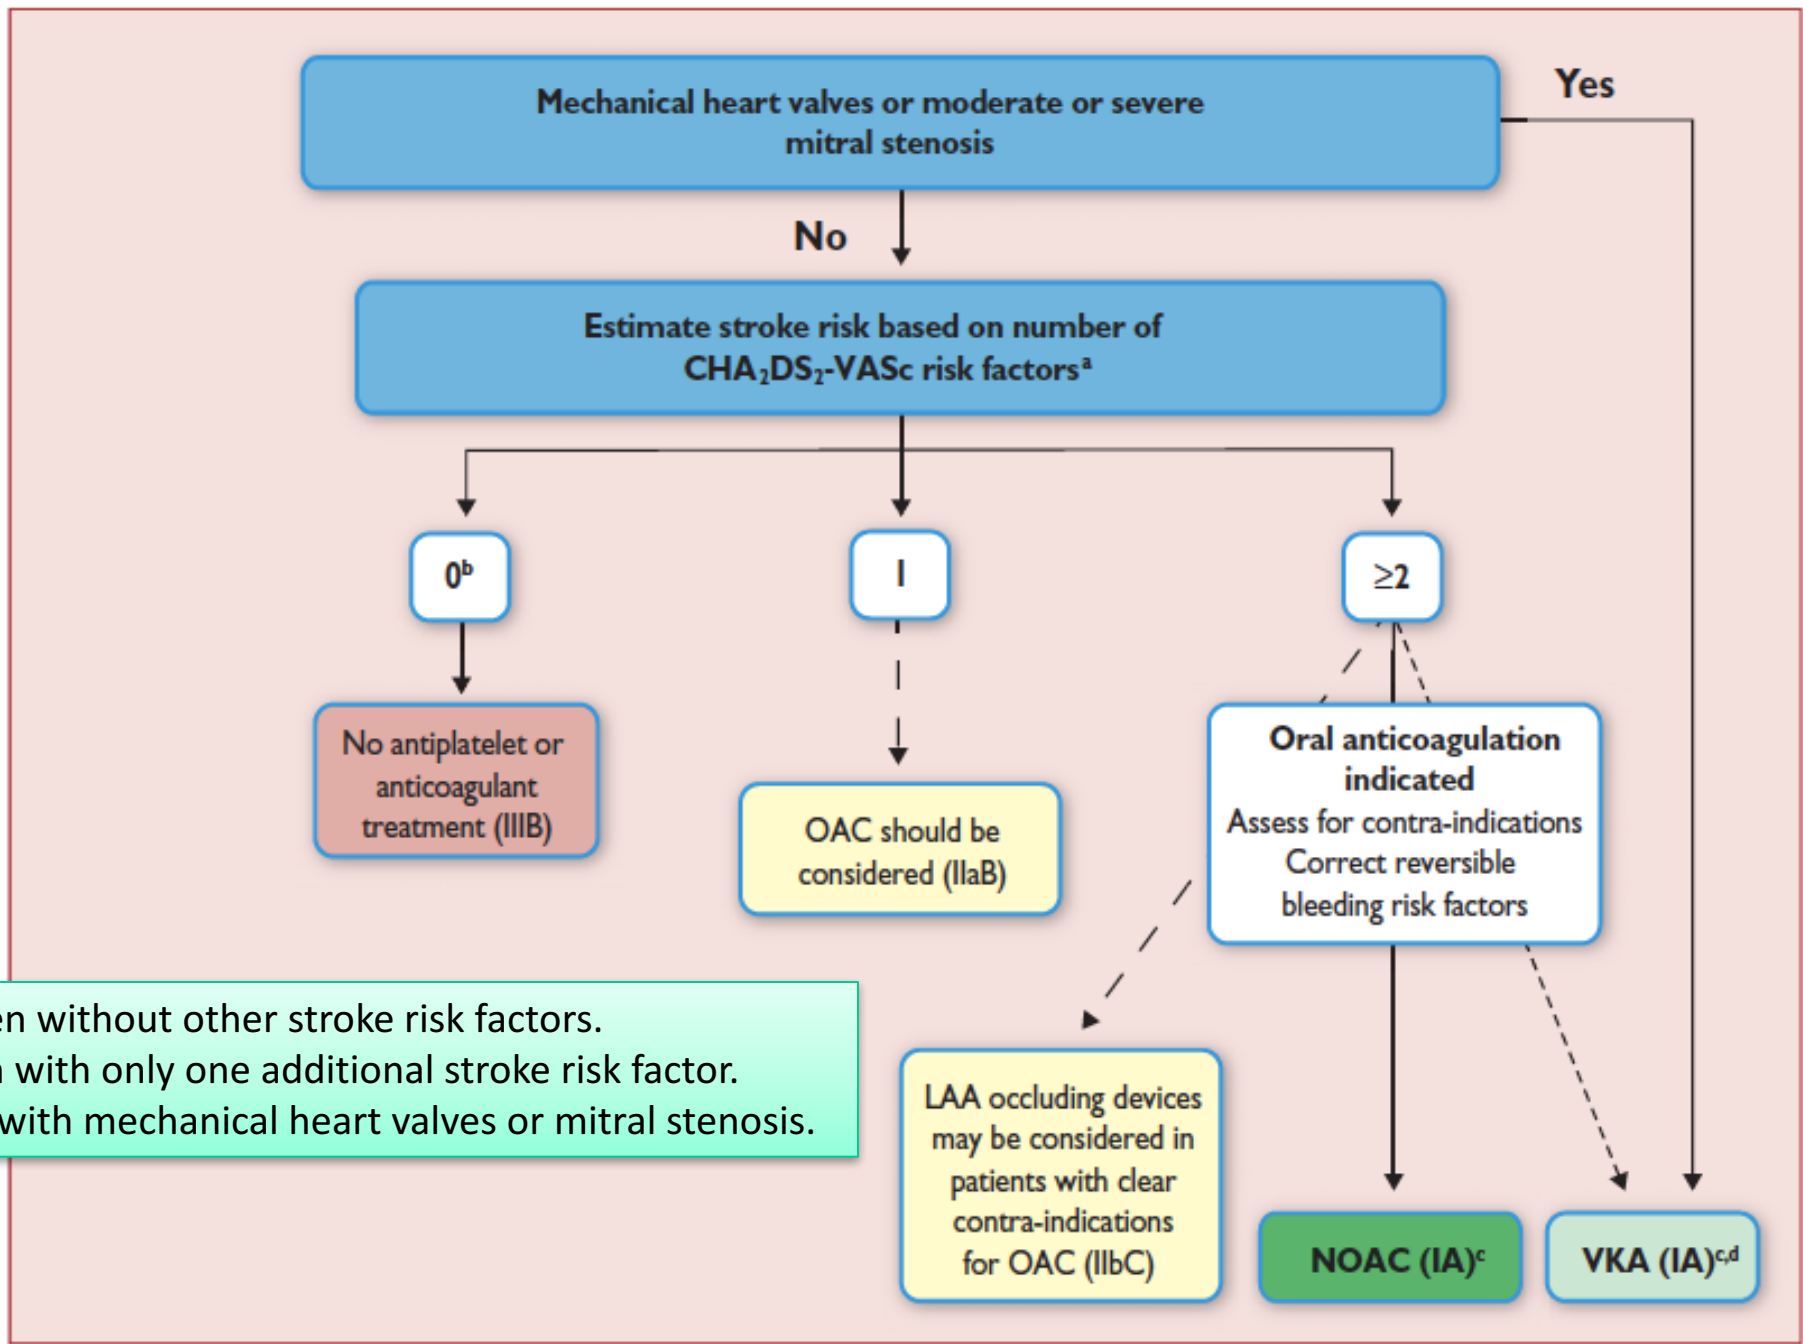 Mechanical heart valves or moderate or severe
mitral stenosis
Yes
No
Estimate stroke risk based on number of
CHA₂DS₂-VASc risk factorsᵃ
0ᵇ
1
≥2
No antiplatelet or
anticoagulant
treatment (IIIB)
OAC should be
considered (IIaB)
Oral anticoagulation
indicated
Assess for contra-indications
Correct reversible
bleeding risk factors
without other stroke risk factors.
with only one additional stroke risk factor.
with mechanical heart valves or mitral stenosis.
LAA occluding devices
may be considered in
patients with clear
contra-indications
for OAC (IIbC)
NOAC (IA)ᶜ
VKA (IA)ᶜ,ᵈ